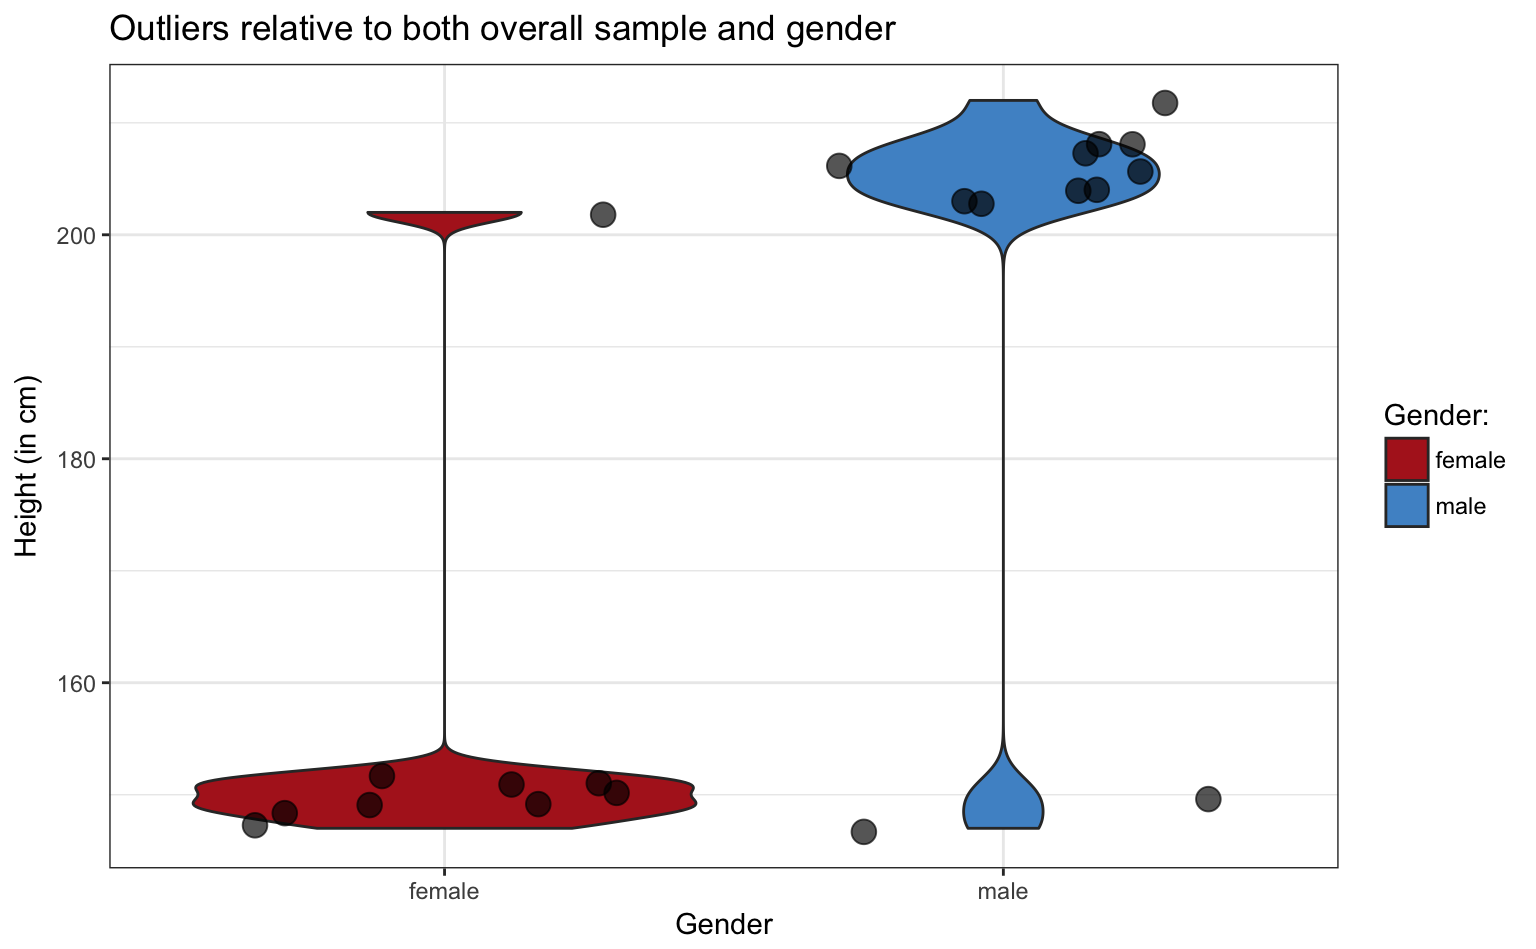 Outliers relative to both overall sample and gender
Height (in cm)
200
180
160
female
male
Gender
Gender:
female
male